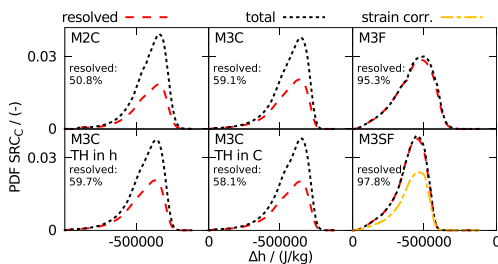 resolved total strain corr.
M2C M3C M3F
0.03
resolved: resolved: resolved:
50.8% 59.1% 95.3%
0
M3C M3C M3SF
TH in h TH in C
0.03
resolved: resolved: resolved:
59.7% 58.1% 97.8%
0
-500000 0 -500000 0 -500000 0
Δh / (J/kg)
PDF SRC_C / (-)